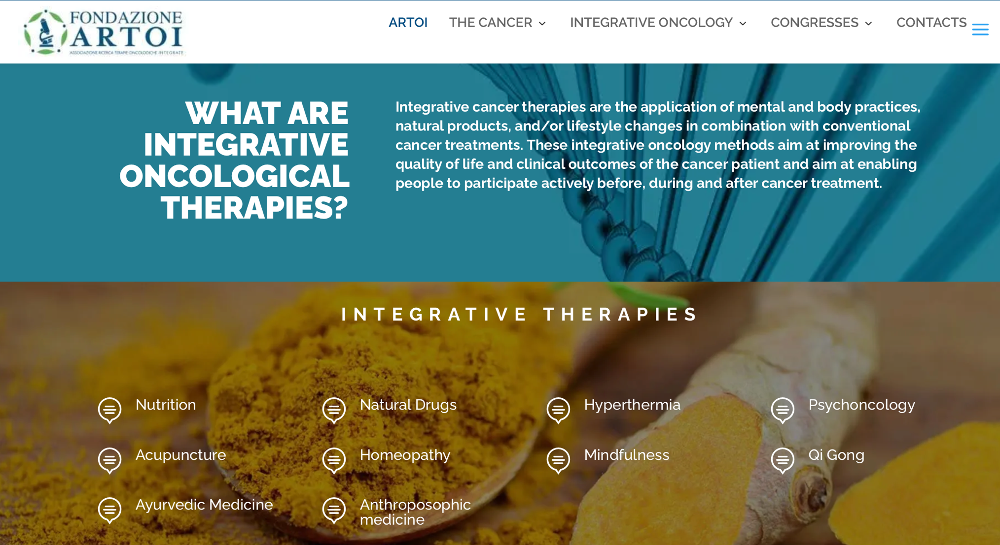 FONDAZIONE
ARTOI
ASSOCIAZIONE RICERCA TERAPIE ONCOLOGICHE INTEGRATE
ARTOI
THE CANCER
INTEGRATIVE ONCOLOGY
CONGRESSES
CONTACTS
WHAT ARE
INTEGRATIVE
ONCOLOGICAL
THERAPIES?
Integrative cancer therapies are the application of mental and body practices,
natural products, and/or lifestyle changes in combination with conventional
cancer treatments. These integrative oncology methods aim at improving the
quality of life and clinical outcomes of the cancer patient and aim at enabling
people to participate actively before, during and after cancer treatment.
INTEGRATIVE THERAPIES
Nutrition
Natural Drugs
Hyperthermia
Psychoncology
Acupuncture
Homeopathy
Mindfulness
Qi Gong
Ayurvedic Medicine
Anthroposophic
medicine